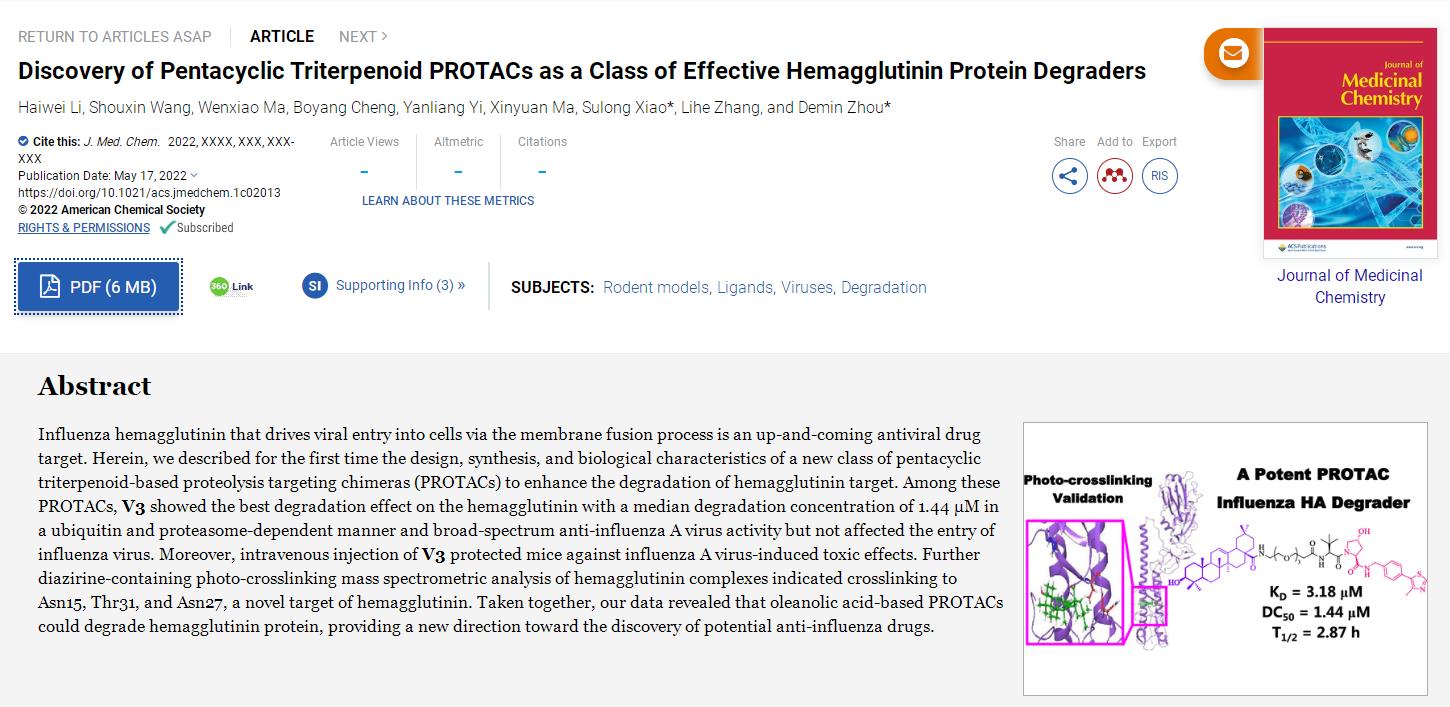 RETURN TO ARTICLES ASAP ARTICLE NEXT >
Discovery of Pentacyclic Triterpenoid PROTACs as a Class of Effective Hemagglutinin Protein Degraders
Haiwei Li, Shouxin Wang, Wenxiao Ma, Boyang Cheng, Yanliang Yi, Xinyuan Ma, Sulong Xiao*, Lihe Zhang, and Demin Zhou*
Cite this: J. Med. Chem. 2022, XXXX, XXX, XXX-
XXX
Publication Date: May 17, 2022
https://doi.org/10.1021/acs.jmedchem.1c02013
© 2022 American Chemical Society
RIGHTS & PERMISSIONS Subscribed
Article Views Altmetric Citations
- - -
LEARN ABOUT THESE METRICS
Share Add to Export
RIS
Journal of
Medicinal
Chemistry
ACS Publications
Journal of Medicinal
Chemistry
PDF (6 MB)
360 Link
SI Supporting Info (3) »
SUBJECTS: Rodent models, Ligands, Viruses, Degradation
Abstract
Influenza hemagglutinin that drives viral entry into cells via the membrane fusion process is an up-and-coming antiviral drug
target. Herein, we described for the first time the design, synthesis, and biological characteristics of a new class of pentacyclic
triterpenoid-based proteolysis targeting chimeras (PROTACs) to enhance the degradation of hemagglutinin target. Among these
PROTACs, V3 showed the best degradation effect on the hemagglutinin with a median degradation concentration of 1.44 μM in
a ubiquitin and proteasome-dependent manner and broad-spectrum anti-influenza A virus activity but not affected the entry of
influenza virus. Moreover, intravenous injection of V3 protected mice against influenza A virus-induced toxic effects. Further
diazirine-containing photo-crosslinking mass spectrometric analysis of hemagglutinin complexes indicated crosslinking to
Asn15, Thr31, and Asn27, a novel target of hemagglutinin. Taken together, our data revealed that oleanolic acid-based PROTACs
could degrade hemagglutinin protein, providing a new direction toward the discovery of potential anti-influenza drugs.
Photo-crosslinking
Validation
A Potent PROTAC
Influenza HA Degrader
HO
OH
K_D = 3.18 μM
DC50 = 1.44 μM
T1/2 = 2.87 h